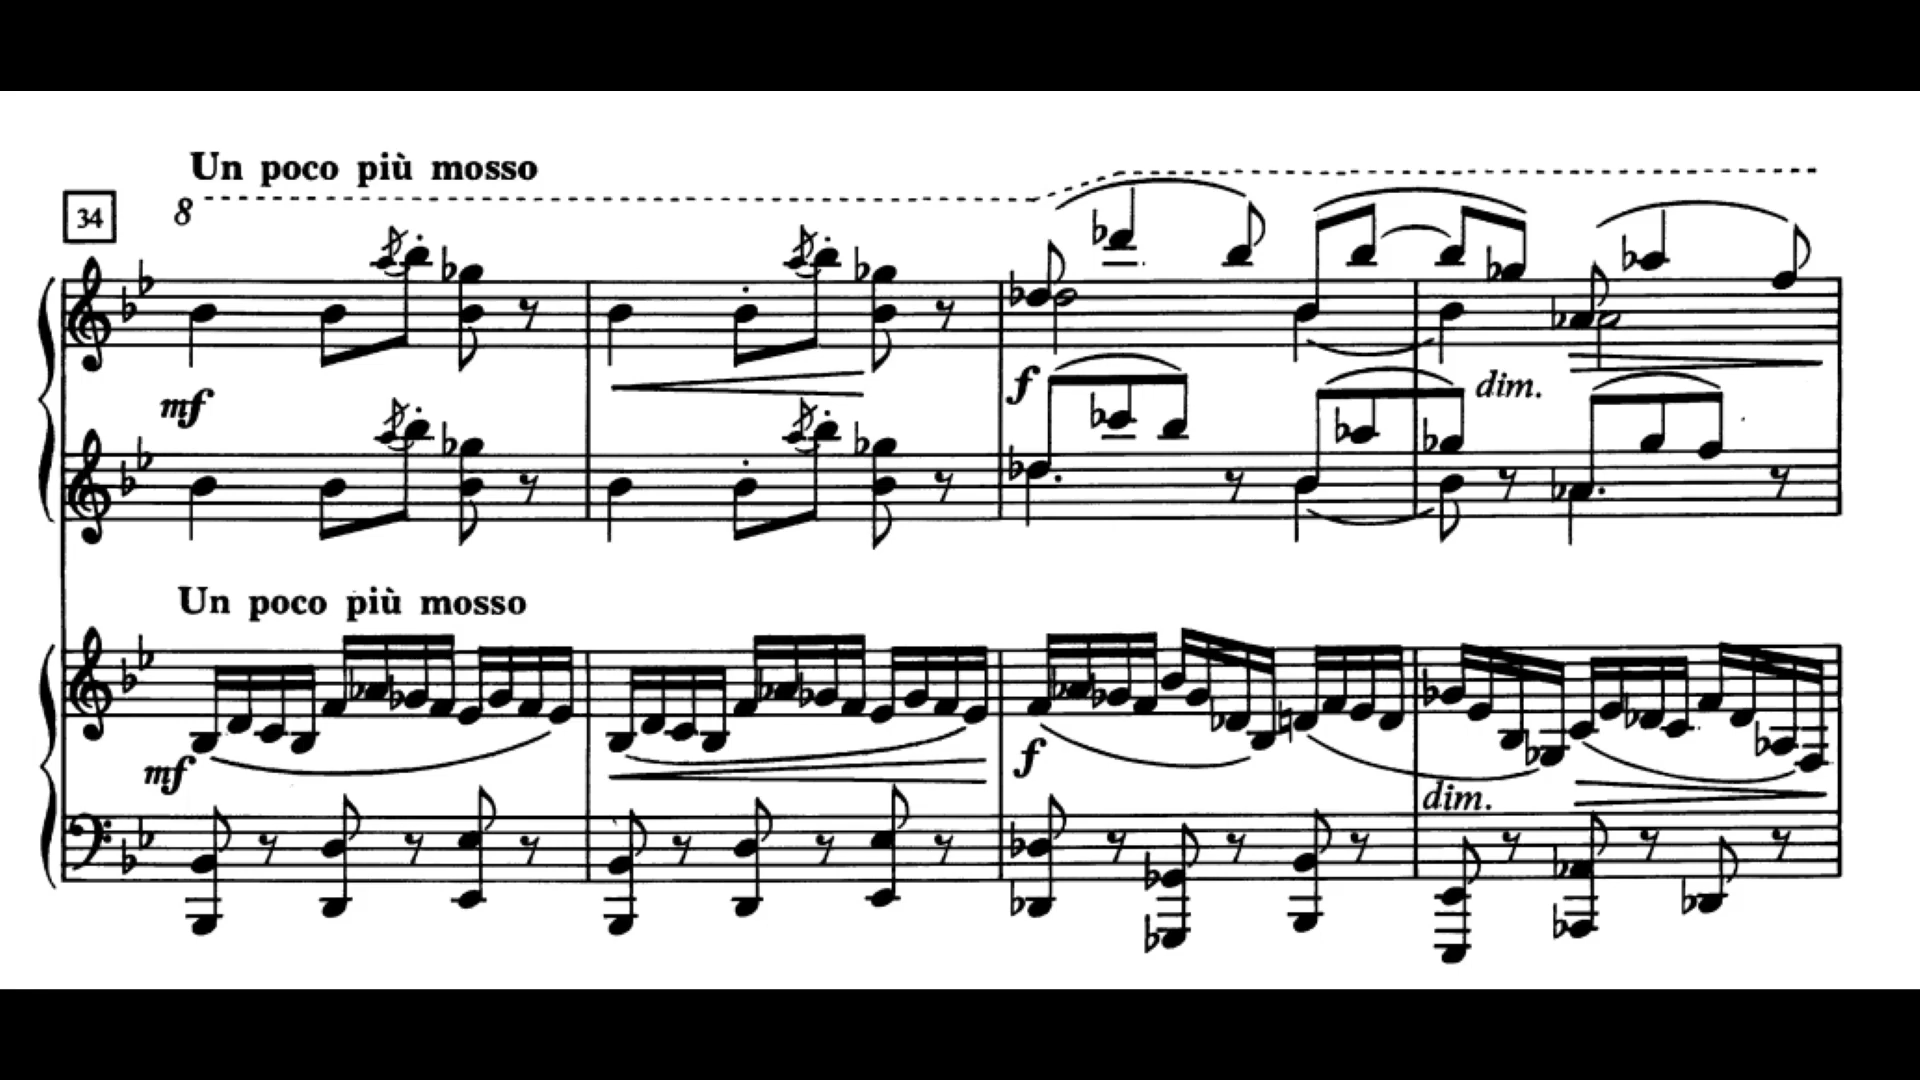 Un poco più mosso
34
8
mf
f
dim.
Un poco più mosso
mf
f
dim.